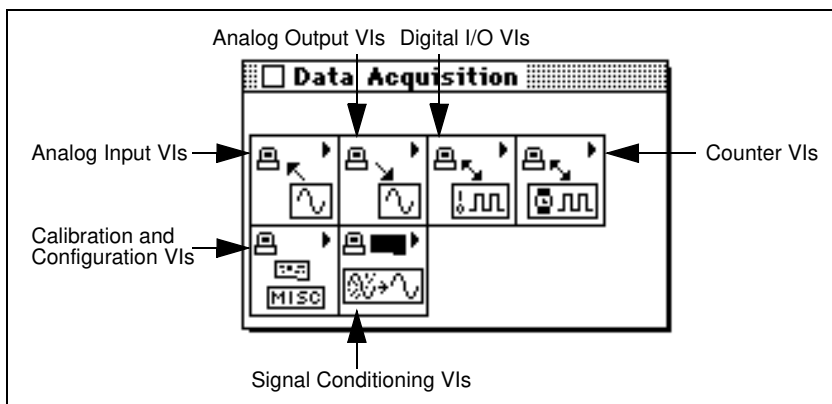 Analog Output VIs Digital I/O VIs
Data Acquisition
Analog Input VIs
Counter VIs
Calibration and
Configuration VIs
MISC
Signal Conditioning VIs